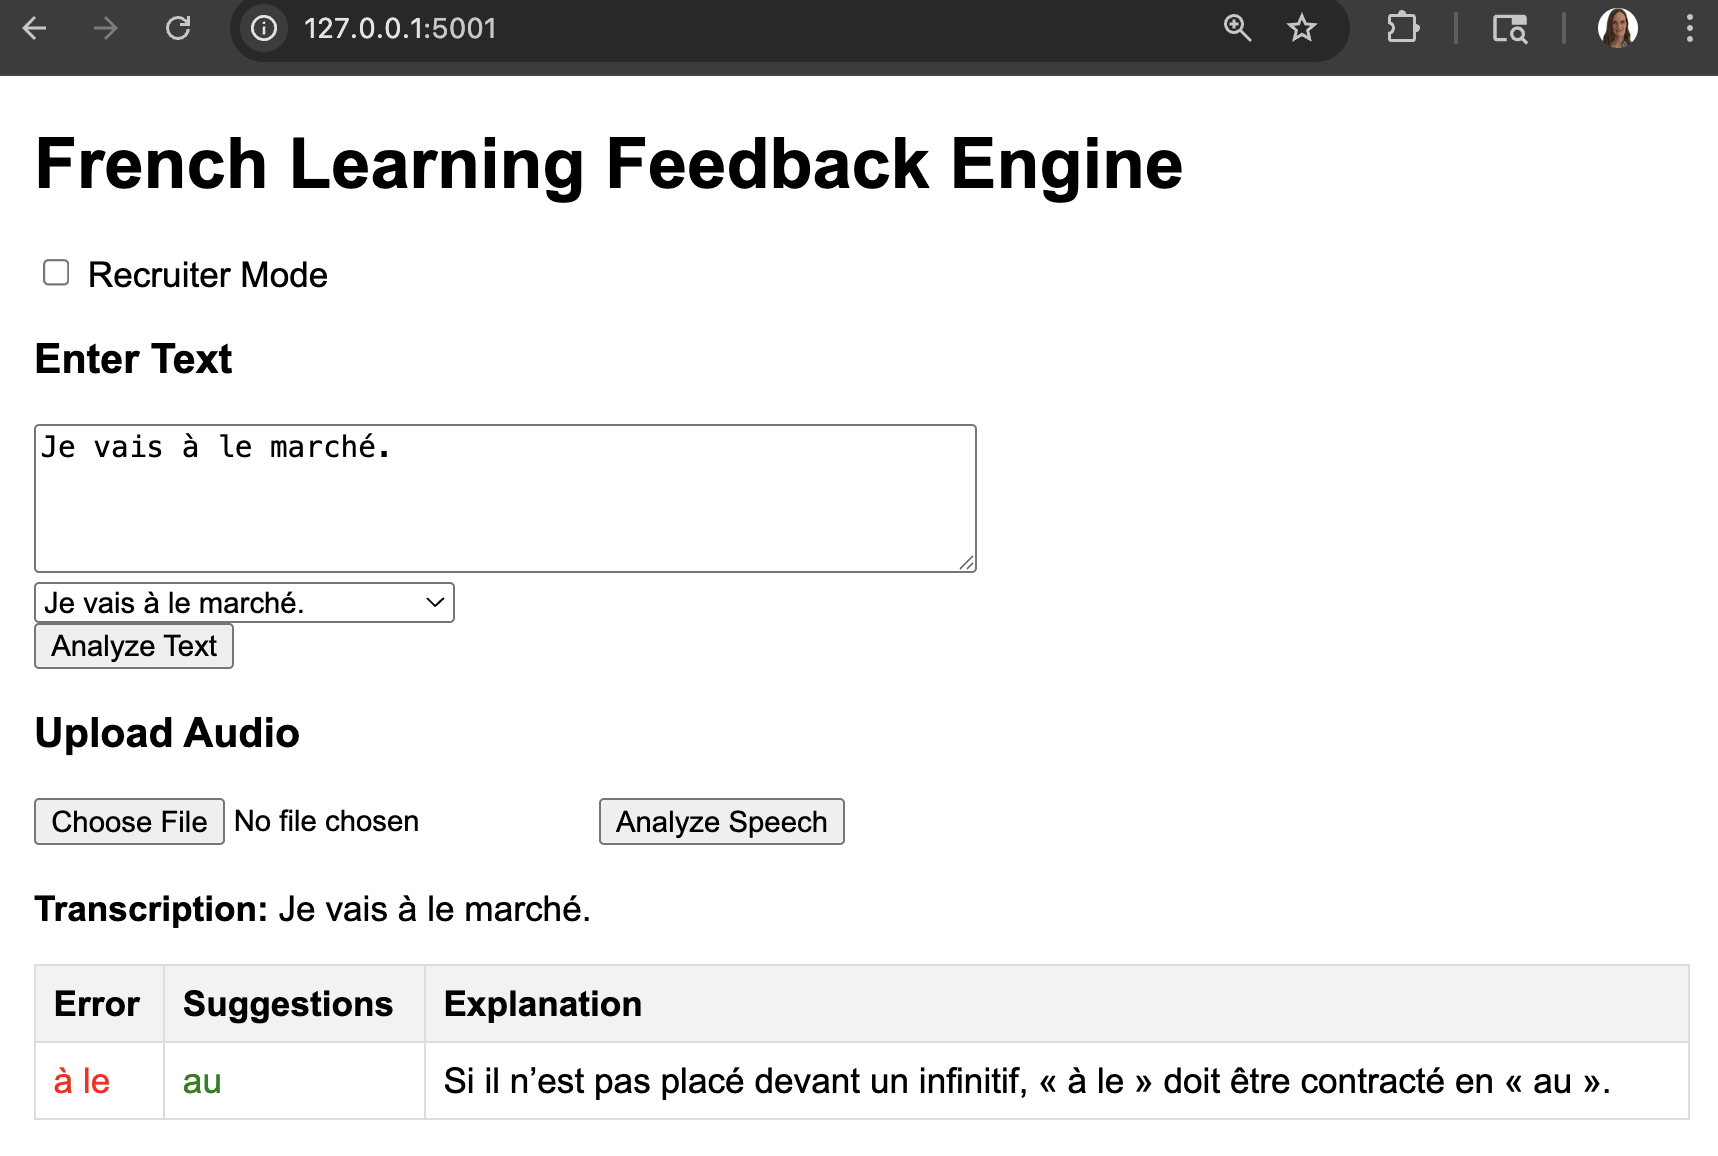 127.0.0.1:5001
French Learning Feedback Engine
Recruiter Mode
Enter Text
Je vais à le marché.
Je vais à le marché.
Analyze Text
Upload Audio
Choose File No file chosen Analyze Speech
Transcription: Je vais à le marché.
Error Suggestions Explanation
à le au Si il n’est pas placé devant un infinitif, « à le » doit être contracté en « au ».